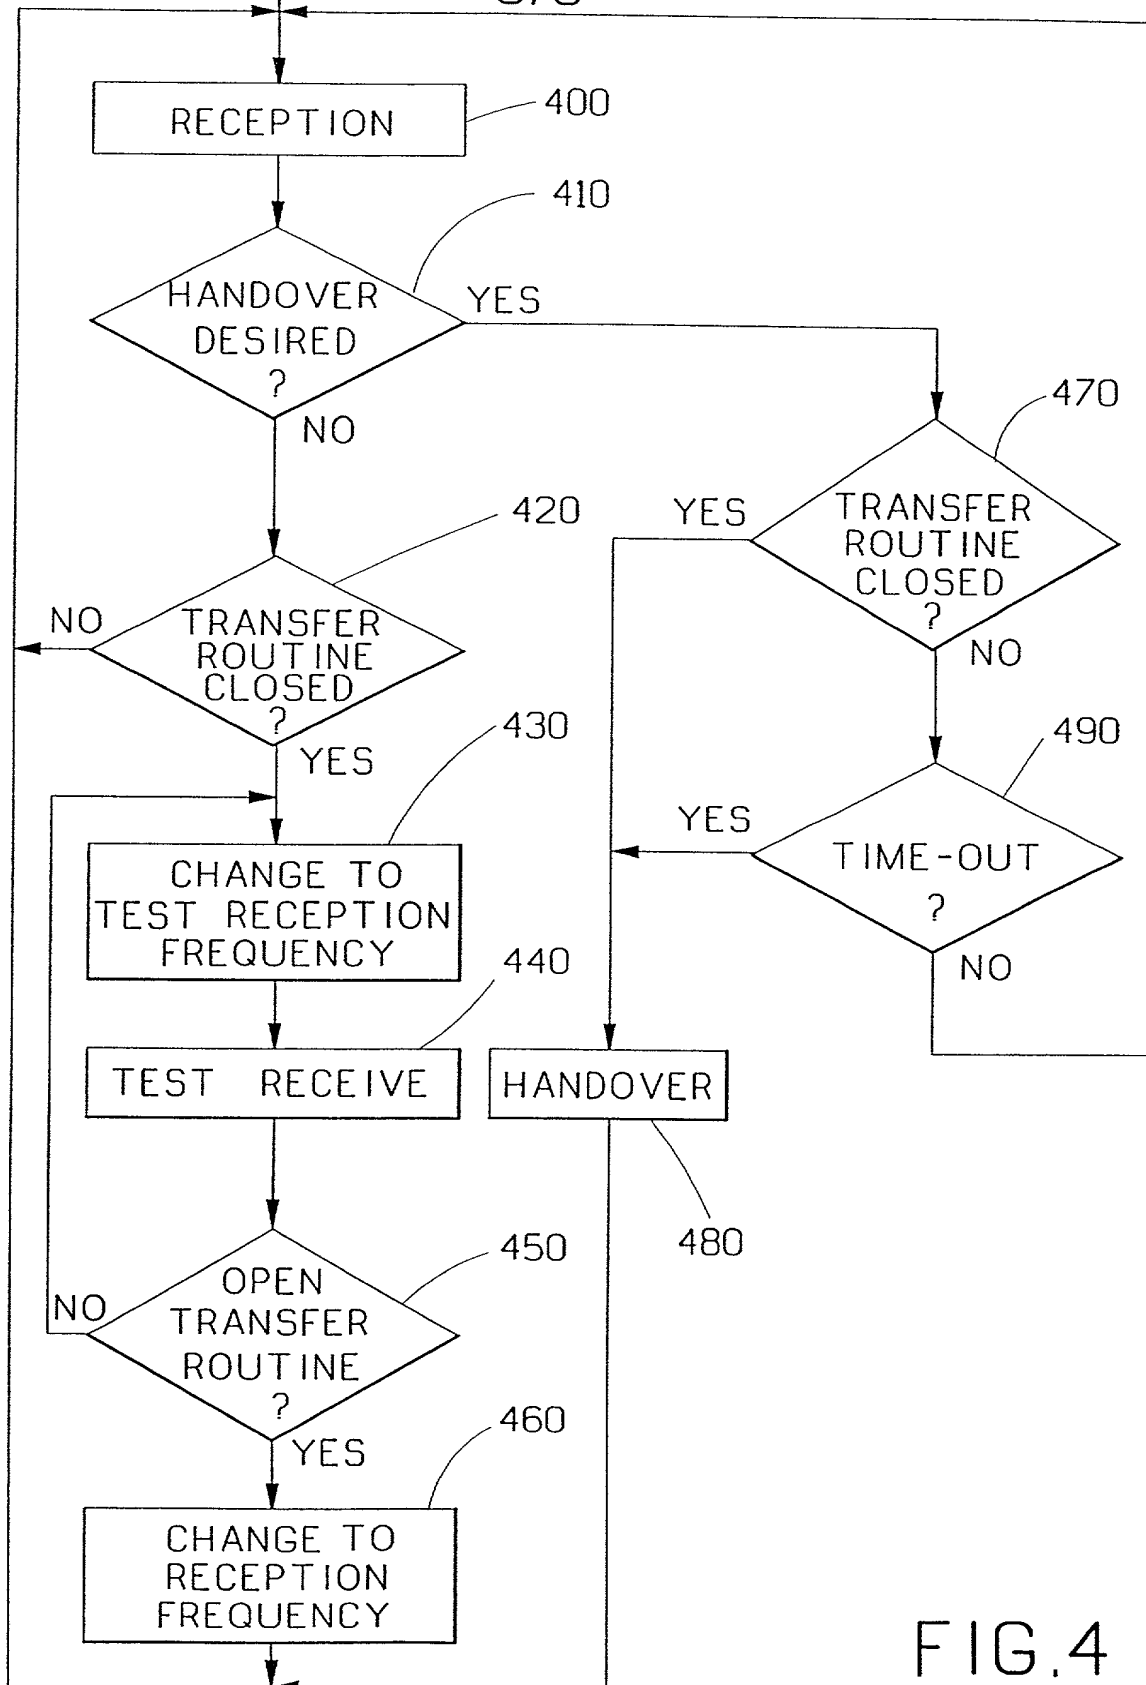 RECEPTION
400
410
HANDOVER
DESIRED
?
YES
NO
470
420
YES
TRANSFER
ROUTINE
CLOSED
?
NO
NO
TRANSFER
ROUTINE
CLOSED
?
YES
430
490
YES
TIME-OUT
?
NO
CHANGE TO
TEST RECEPTION
FREQUENCY
440
TEST RECEIVE
HANDOVER
480
450
OPEN
TRANSFER
ROUTINE
?
NO
YES
460
CHANGE TO
RECEPTION
FREQUENCY
FIG.4